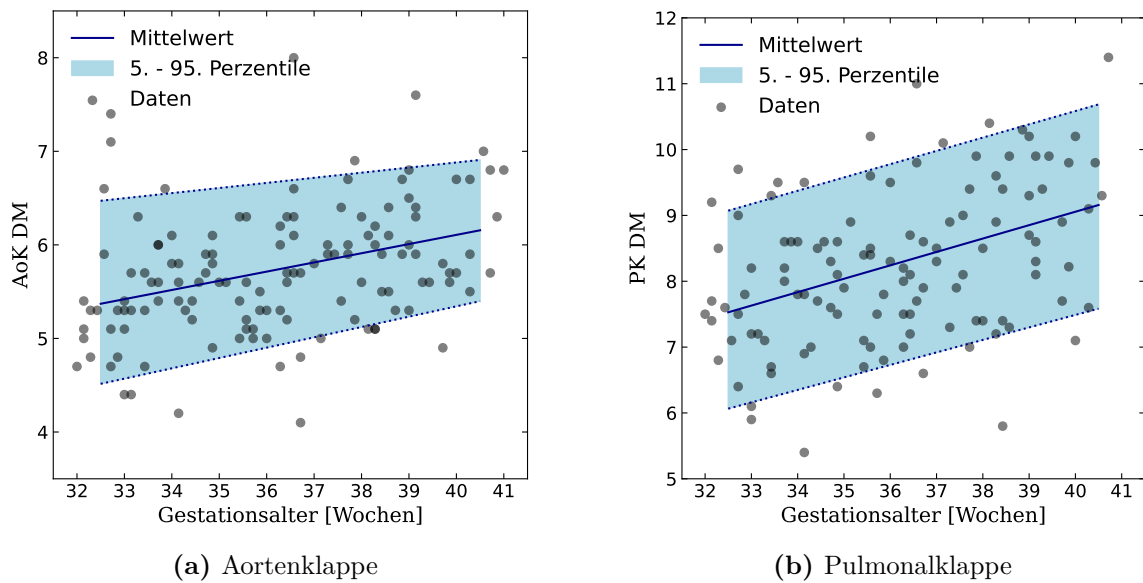 8
7
6
5
4
AoK DM
Mittelwert
5. - 95. Perzentile
Daten
32 33 34 35 36 37 38 39 40 41
Gestationsalter [Wochen]
(a) Aortenklappe
12
11
10
9
8
7
6
5
PK DM
Mittelwert
5. - 95. Perzentile
Daten
32 33 34 35 36 37 38 39 40 41
Gestationsalter [Wochen]
(b) Pulmonalklappe